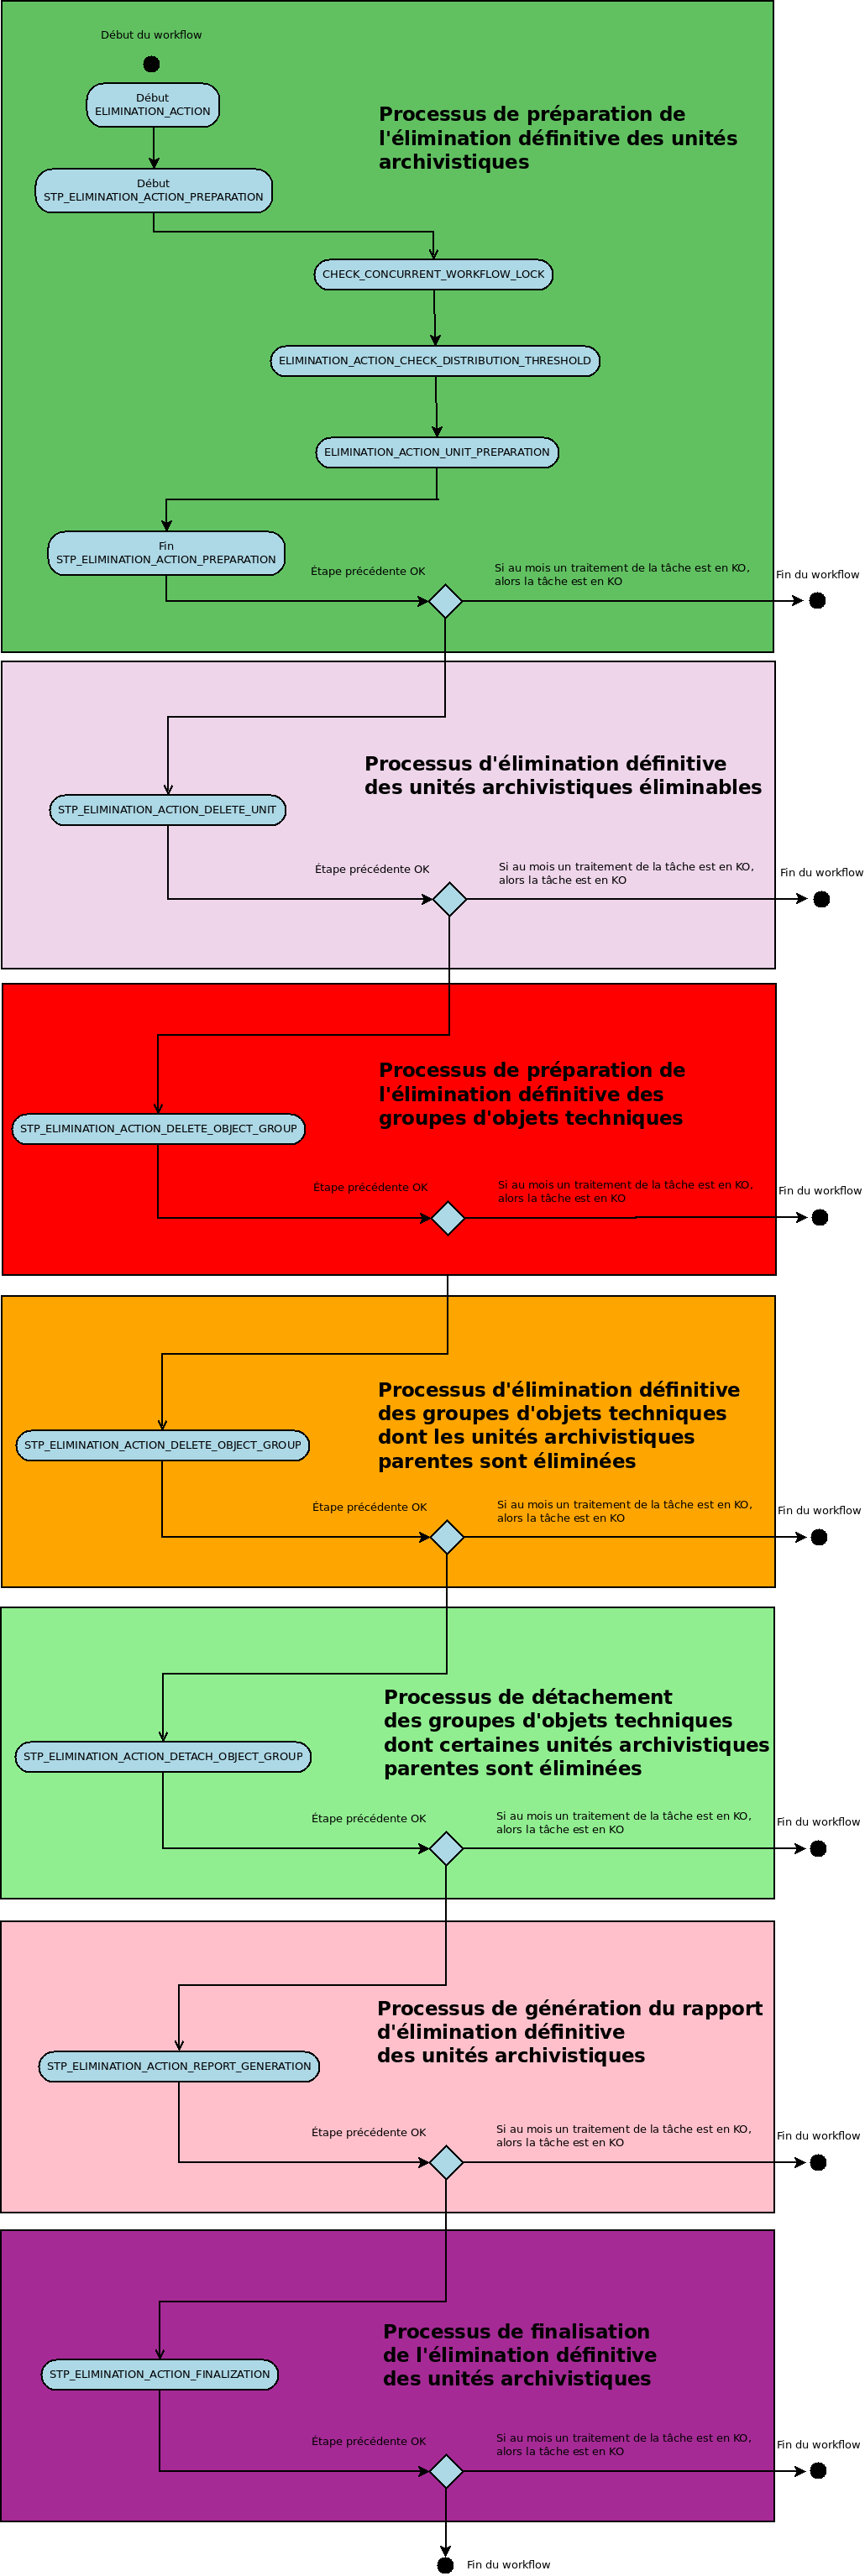 Début du workflow
Début
ELIMINATION_ACTION
Processus de préparation de
l'élimination définitive des unités
archivistiques
Début
STP_ELIMINATION_ACTION_PREPARATION
CHECK_CONCURRENT_WORKFLOW_LOCK
ELIMINATION_ACTION_CHECK_DISTRIBUTION_THRESHOLD
ELIMINATION_ACTION_UNIT_PREPARATION
Fin
STP_ELIMINATION_ACTION_PREPARATION
Étape précédente OK
Si au mois un traitement de la tâche est en KO,
alors la tâche est en KO
Fin du workflow
Processus d'élimination définitive
des unités archivistiques éliminables
STP_ELIMINATION_ACTION_DELETE_UNIT
Étape précédente OK
Si au mois un traitement de la tâche est en KO,
alors la tâche est en KO
Fin du workflow
Processus de préparation de
l'élimination définitive des
groupes d'objets techniques
STP_ELIMINATION_ACTION_DELETE_OBJECT_GROUP
Étape précédente OK
Si au mois un traitement de la tâche est en KO,
alors la tâche est en KO
Fin du workflow
Processus d'élimination définitive
des groupes d'objets techniques
dont les unités archivistiques
parentes sont éliminées
STP_ELIMINATION_ACTION_DELETE_OBJECT_GROUP
Étape précédente OK
Si au mois un traitement de la tâche est en KO,
alors la tâche est en KO
Fin du workflow
Processus de détachement
des groupes d'objets techniques
dont certaines unités archivistiques
parentes sont éliminées
STP_ELIMINATION_ACTION_DETACH_OBJECT_GROUP
Étape précédente OK
Si au mois un traitement de la tâche est en KO,
alors la tâche est en KO
Fin du workflow
Processus de génération du rapport
d'élimination définitive
des unités archivistiques
STP_ELIMINATION_ACTION_REPORT_GENERATION
Étape précédente OK
Si au mois un traitement de la tâche est en KO,
alors la tâche est en KO
Fin du workflow
Processus de finalisation
de l'élimination définitive
des unités archivistiques
STP_ELIMINATION_ACTION_FINALIZATION
Étape précédente OK
Si au mois un traitement de la tâche est en KO,
alors la tâche est en KO
Fin du workflow
Fin du workflow